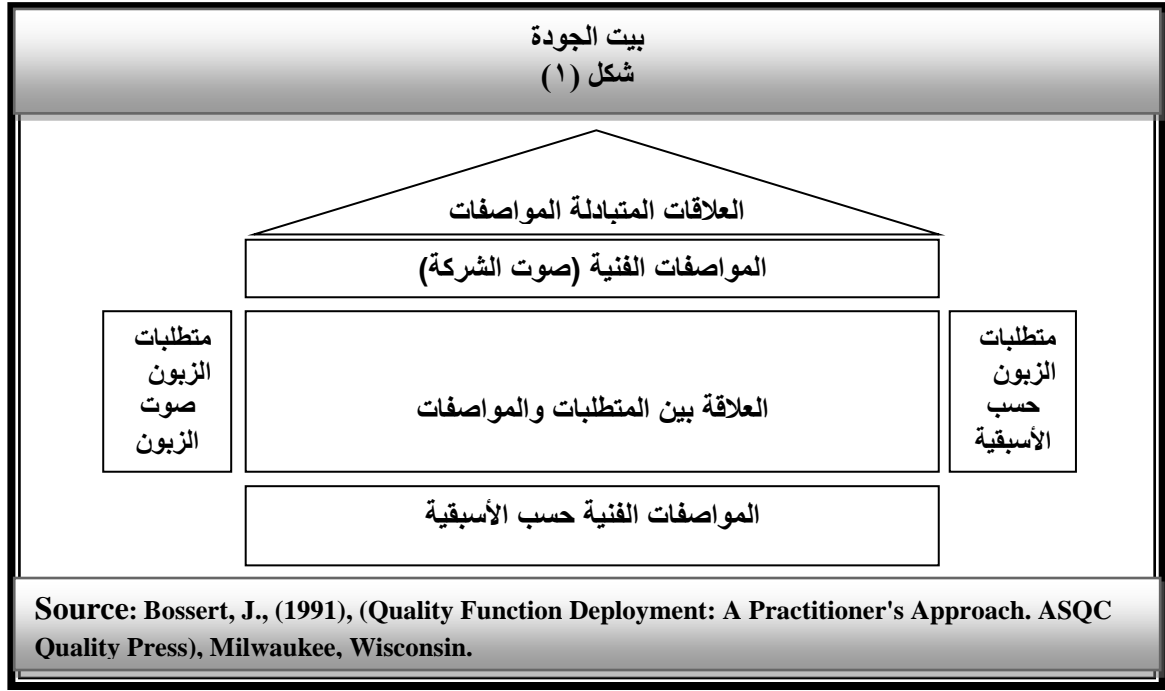 بيت الجودة
شكل (١)
العلاقات المتبادلة المواصفات
المواصفات الفنية (صوت الشركة)
متطلبات
الزبون
حسب
الأسبقية
العلاقة بين المتطلبات والمواصفات
متطلبات
الزبون
صوت
الزبون
المواصفات الفنية حسب الأسبقية
Source: Bossert, J., (1991), (Quality Function Deployment: A Practitioner's Approach. ASQC
Quality Press), Milwaukee, Wisconsin.